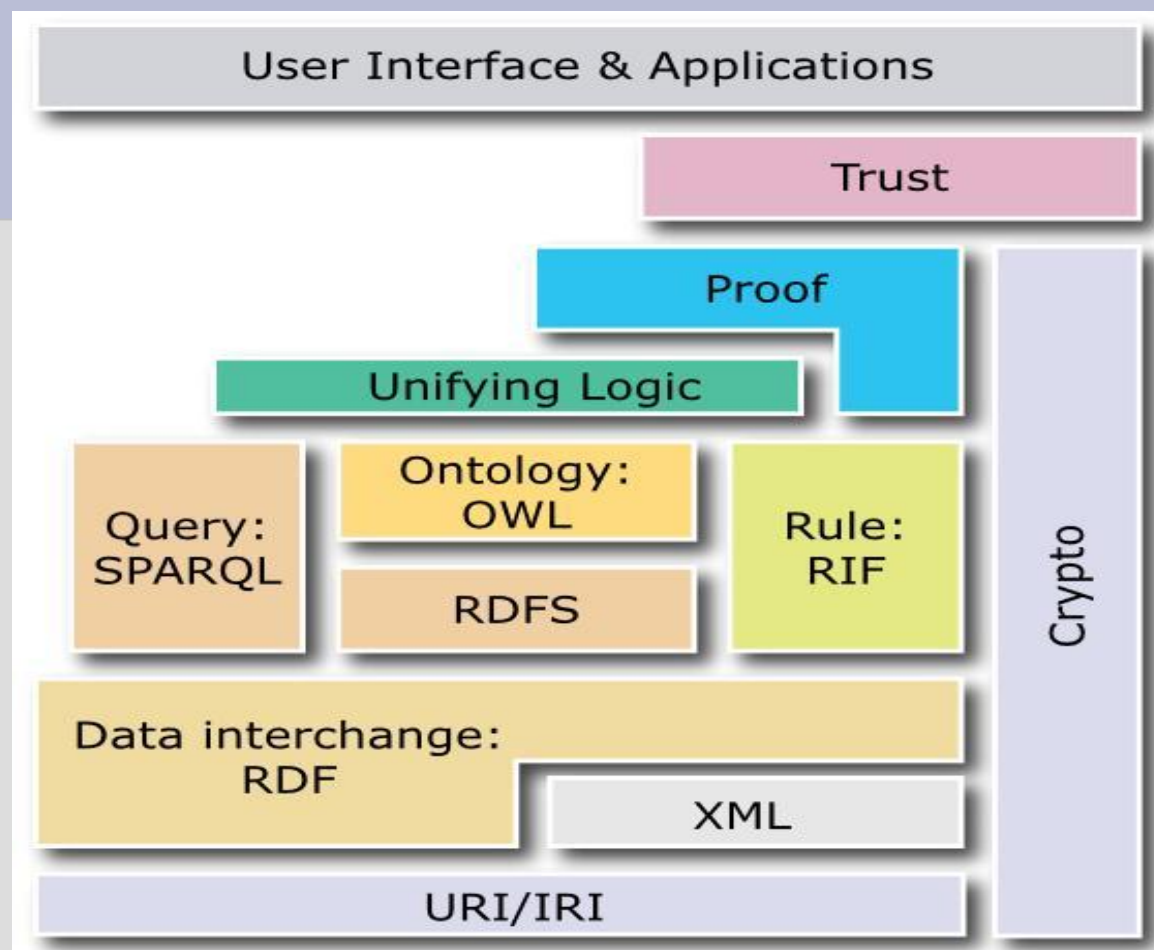 User Interface & Applications
Trust
Proof
Unifying Logic
Query:
SPARQL
Ontology:
OWL
RDFS
Rule:
RIF
Crypto
Data interchange:
RDF
XML
URI/IRI